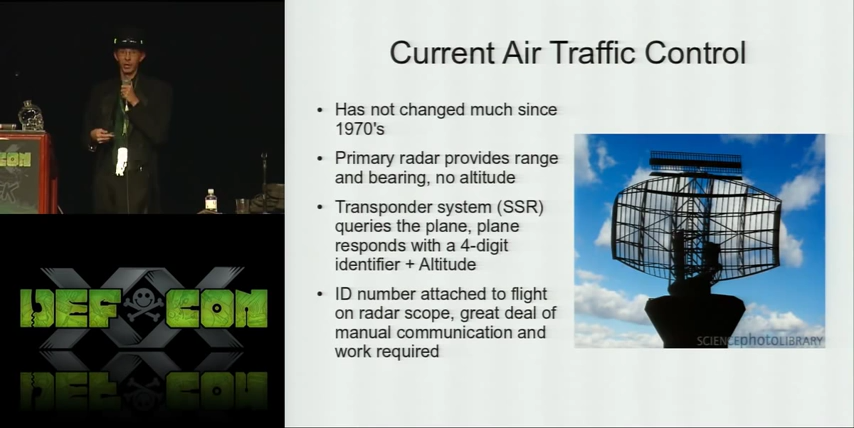 Current Air Traffic Control
• Has not changed much since
1970's
• Primary radar provides range
and bearing, no altitude
• Transponder system (SSR)
queries the plane, plane
responds with a 4-digit
identifier + Altitude
• ID number attached to flight
on radar scope, great deal of
manual communication and
work required
SCIENCEphotoLIBRARY
XX
DEF CON